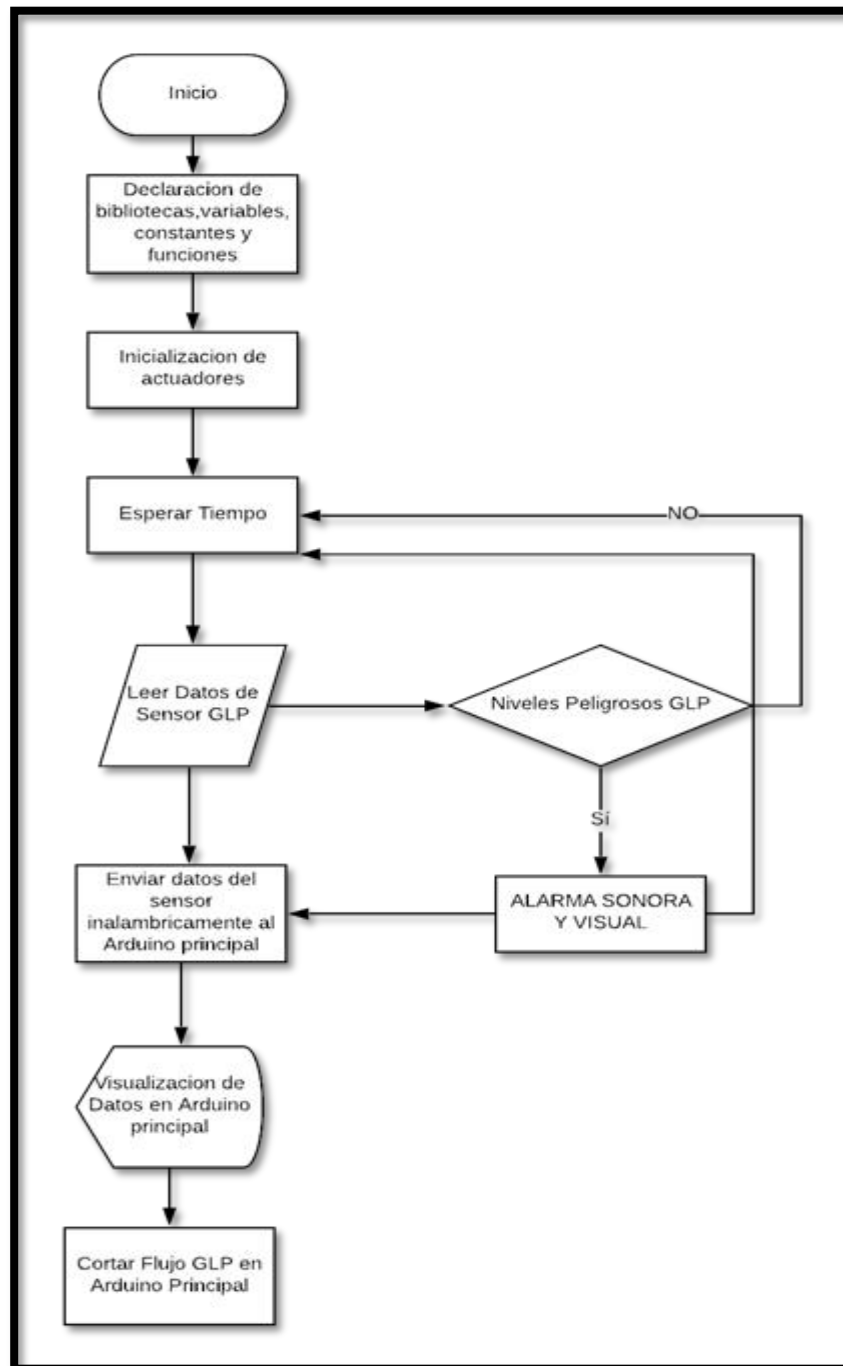 Inicio
Declaracion de
bibliotecas,variables,
constantes y
funciones
Inicializacion de
actuadores
Esperar Tiempo
NO
Leer Datos de
Sensor GLP
Niveles Peligrosos GLP
Sí
Enviar datos del
sensor
inalambricamente al
Arduino principal
ALARMA SONORA
Y VISUAL
Visualizacion de
Datos en Arduino
principal
Cortar Flujo GLP en
Arduino Principal